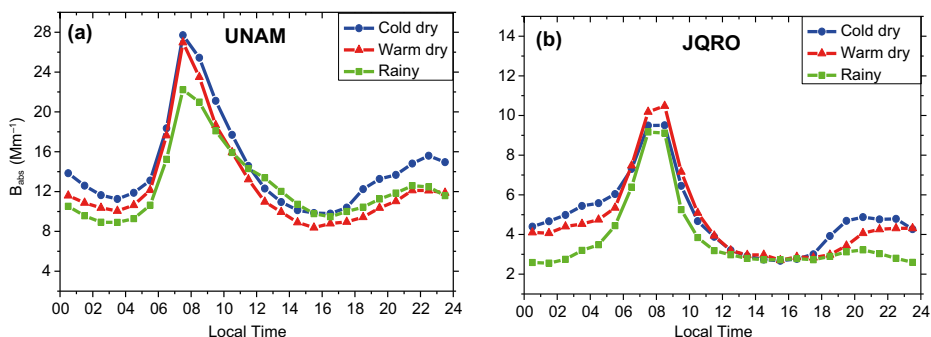 (a)
UNAM
Cold dry
Warm dry
Rainy
28
24
20
16
12
8
4
0
B_abs (Mm⁻¹)
00 02 04 06 08 10 12 14 16 18 20 22 24
Local Time
(b)
JQRO
Cold dry
Warm dry
Rainy
14
12
10
8
6
4
2
00 02 04 06 08 10 12 14 16 18 20 22 24
Local Time